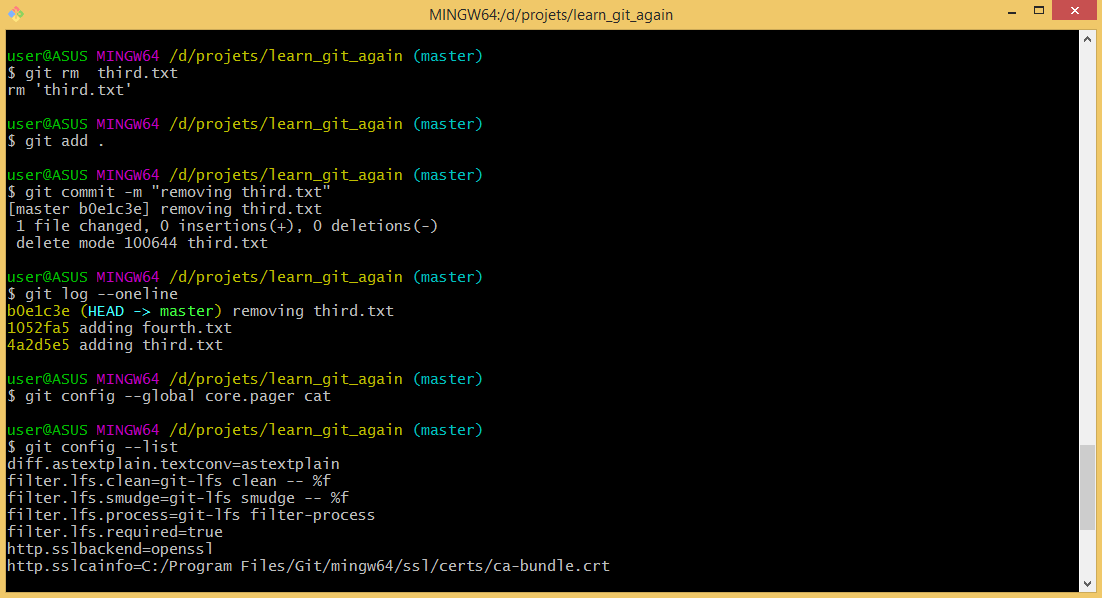 MINGW64:/d/projets/learn_git_again
user@ASUS MINGW64 /d/projets/learn_git_again (master)
$ git rm  third.txt
rm 'third.txt'
user@ASUS MINGW64 /d/projets/learn_git_again (master)
$ git add .
user@ASUS MINGW64 /d/projets/learn_git_again (master)
$ git commit -m "removing third.txt"
[master b0e1c3e] removing third.txt
 1 file changed, 0 insertions(+), 0 deletions(-)
 delete mode 100644 third.txt
user@ASUS MINGW64 /d/projets/learn_git_again (master)
$ git log --oneline
b0e1c3e (HEAD -> master) removing third.txt
1052fa5 adding fourth.txt
4a2d5e5 adding third.txt
user@ASUS MINGW64 /d/projets/learn_git_again (master)
$ git config --global core.pager cat
user@ASUS MINGW64 /d/projets/learn_git_again (master)
$ git config --list
diff.astextplain.textconv=astextplain
filter.lfs.clean=git-lfs clean -- %f
filter.lfs.smudge=git-lfs smudge -- %f
filter.lfs.process=git-lfs filter-process
filter.lfs.required=true
http.sslbackend=openssl
http.sslcainfo=C:/Program Files/Git/mingw64/ssl/certs/ca-bundle.crt